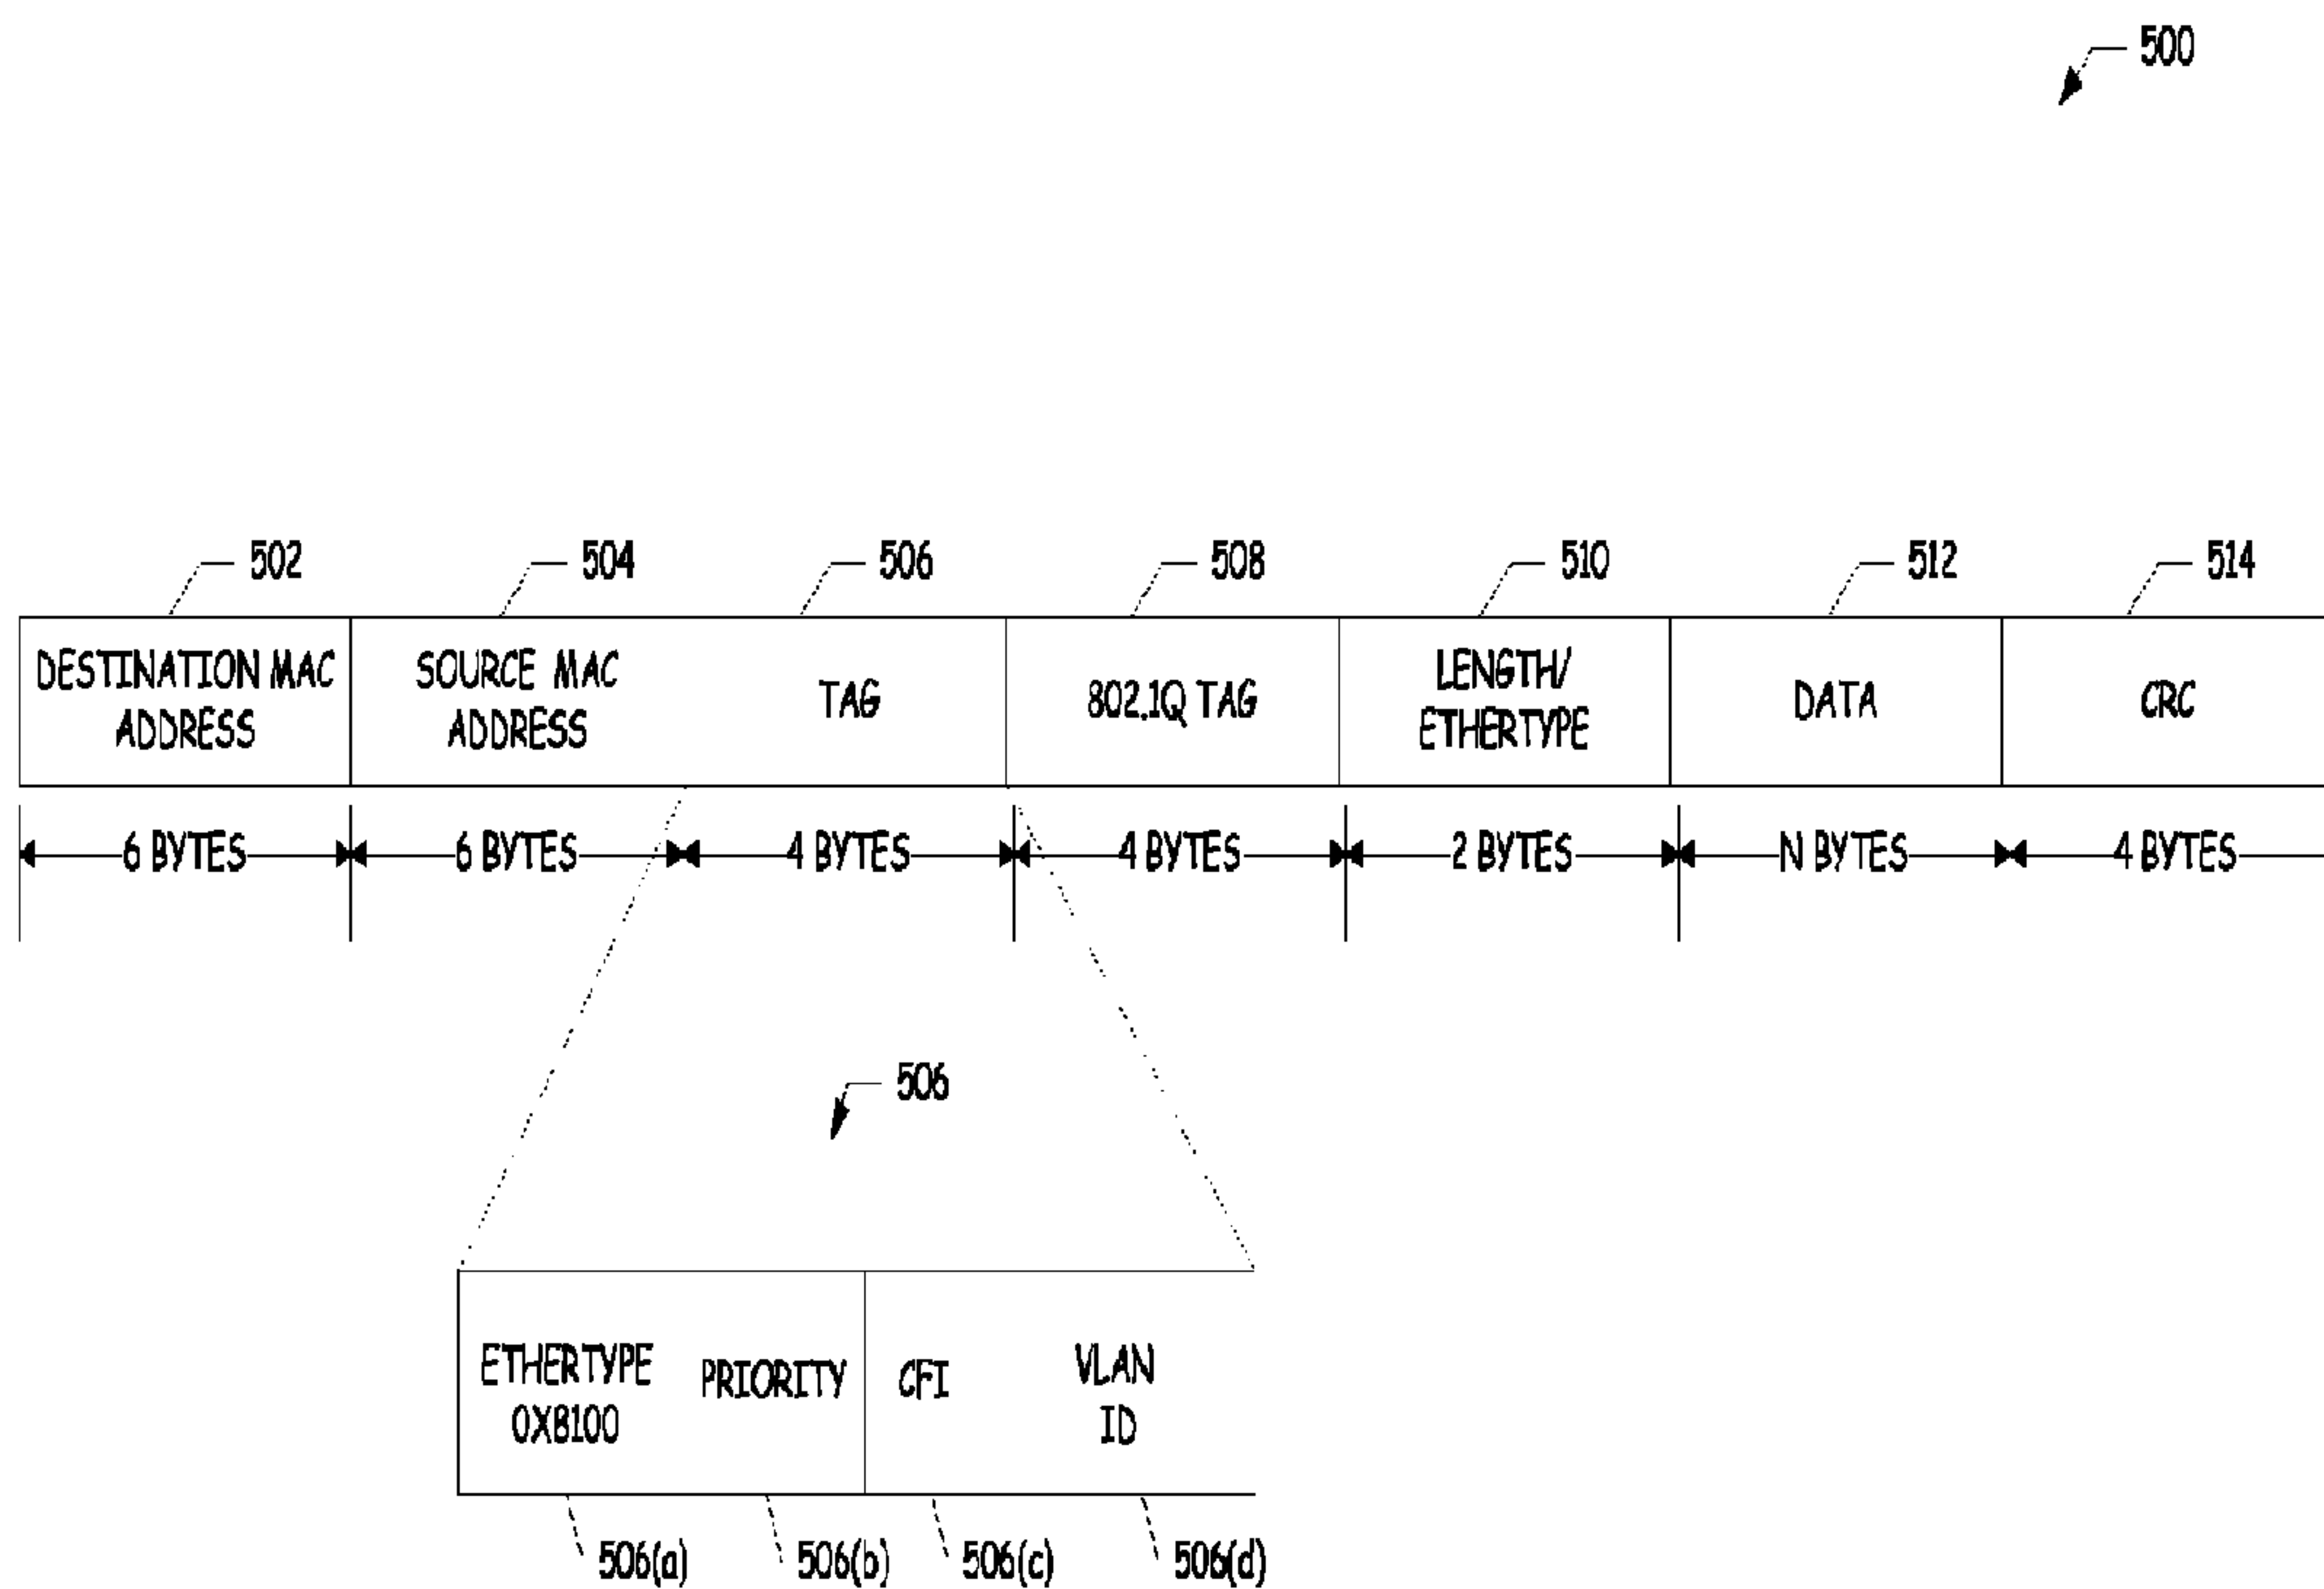 500
502 504 506 508 510 512 514
DESTINATION MAC
ADDRESS
SOURCE MAC
ADDRESS
TAG
802.1Q TAG
LENGTH/
ETHERTYPE
DATA
CRC
6 BYTES 6 BYTES 4 BYTES 4 BYTES 2 BYTES N BYTES 4 BYTES
506
ETHERTYPE
0X8100
PRIORITY
CFI
VLAN
ID
506(a) 506(b) 506(c) 506(d)